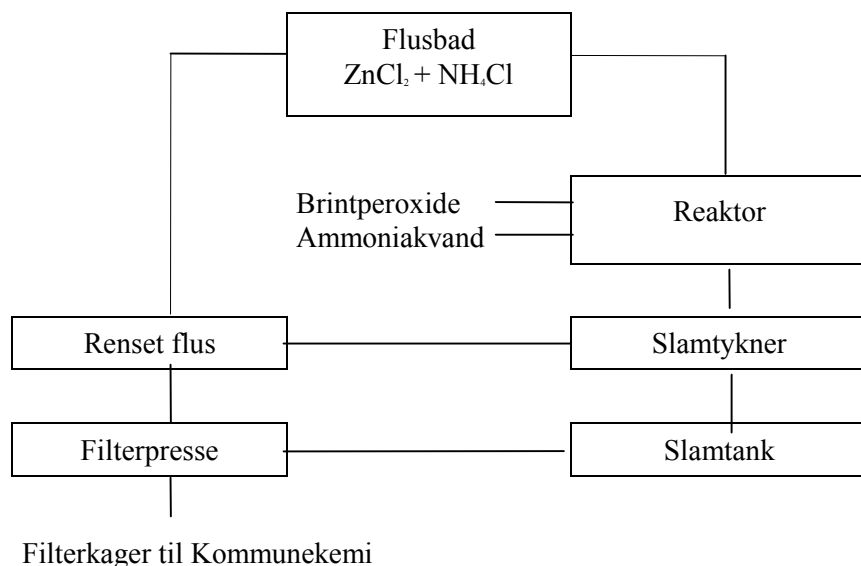 Flusbad
ZnCl₂ + NH₄Cl
Brintperoxide
Ammoniakvand
Reaktor
Renset flus
Slamtykner
Filterpresse
Slamtank
Filterkager til Kommunekemi